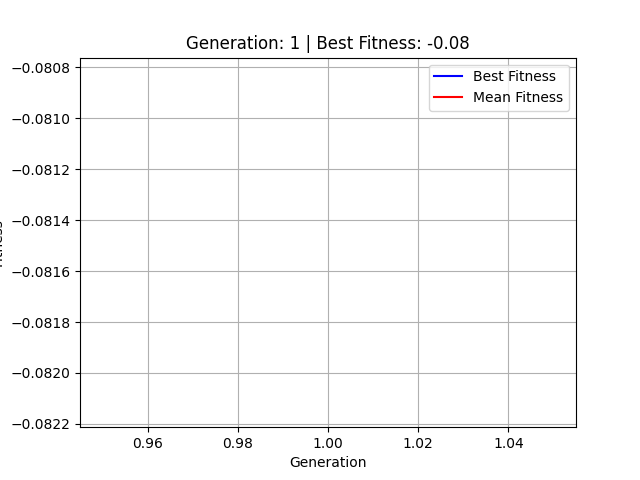 Generation: 1 | Best Fitness: -0.08
Best Fitness
Mean Fitness
−0.0808
−0.0810
−0.0812
−0.0814
−0.0816
−0.0818
−0.0820
−0.0822
0.96 0.98 1.00 1.02 1.04
Generation